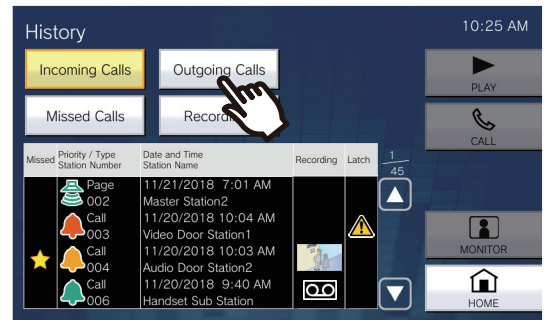 History
10:25 AM
Incoming Calls
Outgoing Calls
Missed Calls
PLAY
CALL
Missed
Priority / Type
Station Number
Date and Time
Station Name
Recording
Latch
1
45
Page
002
11/21/2018 7:01 AM
Master Station2
Call
003
11/20/2018 10:04 AM
Video Door Station1
Call
004
11/20/2018 10:03 AM
Audio Door Station2
Call
006
11/20/2018 9:40 AM
Handset Sub Station
MONITOR
HOME